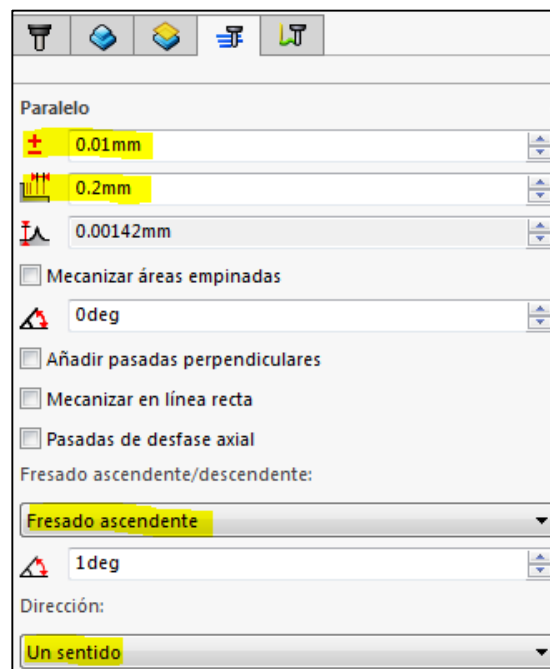 Paralelo
0.01mm
0.2mm
0.00142mm
Mecanizar áreas empinadas
0deg
Añadir pasadas perpendiculares
Mecanizar en línea recta
Pasadas de desfase axial
Fresado ascendente/descendente:
Fresado ascendente
1deg
Dirección:
Un sentido